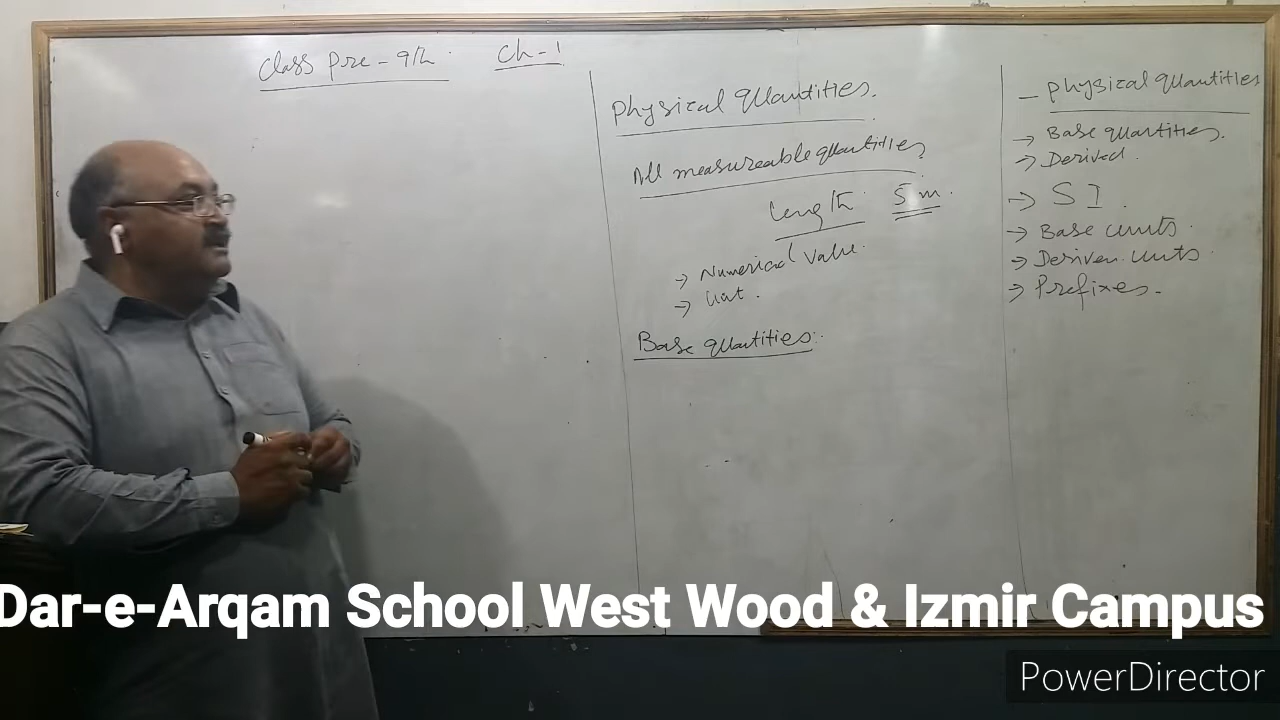 Class Pre - 9th Ch - 1
Physical Quantities.
All measureable quantities
length 5 m.
→ Numerical Value.
→ Unit.
Base quantities:
- Physical quantities
→ Base quantities.
→ Derived.
→ S I.
→ Base units.
→ Deriven units
→ Prefixes.
Dar-e-Arqam School West Wood & Izmir Campus
PowerDirector